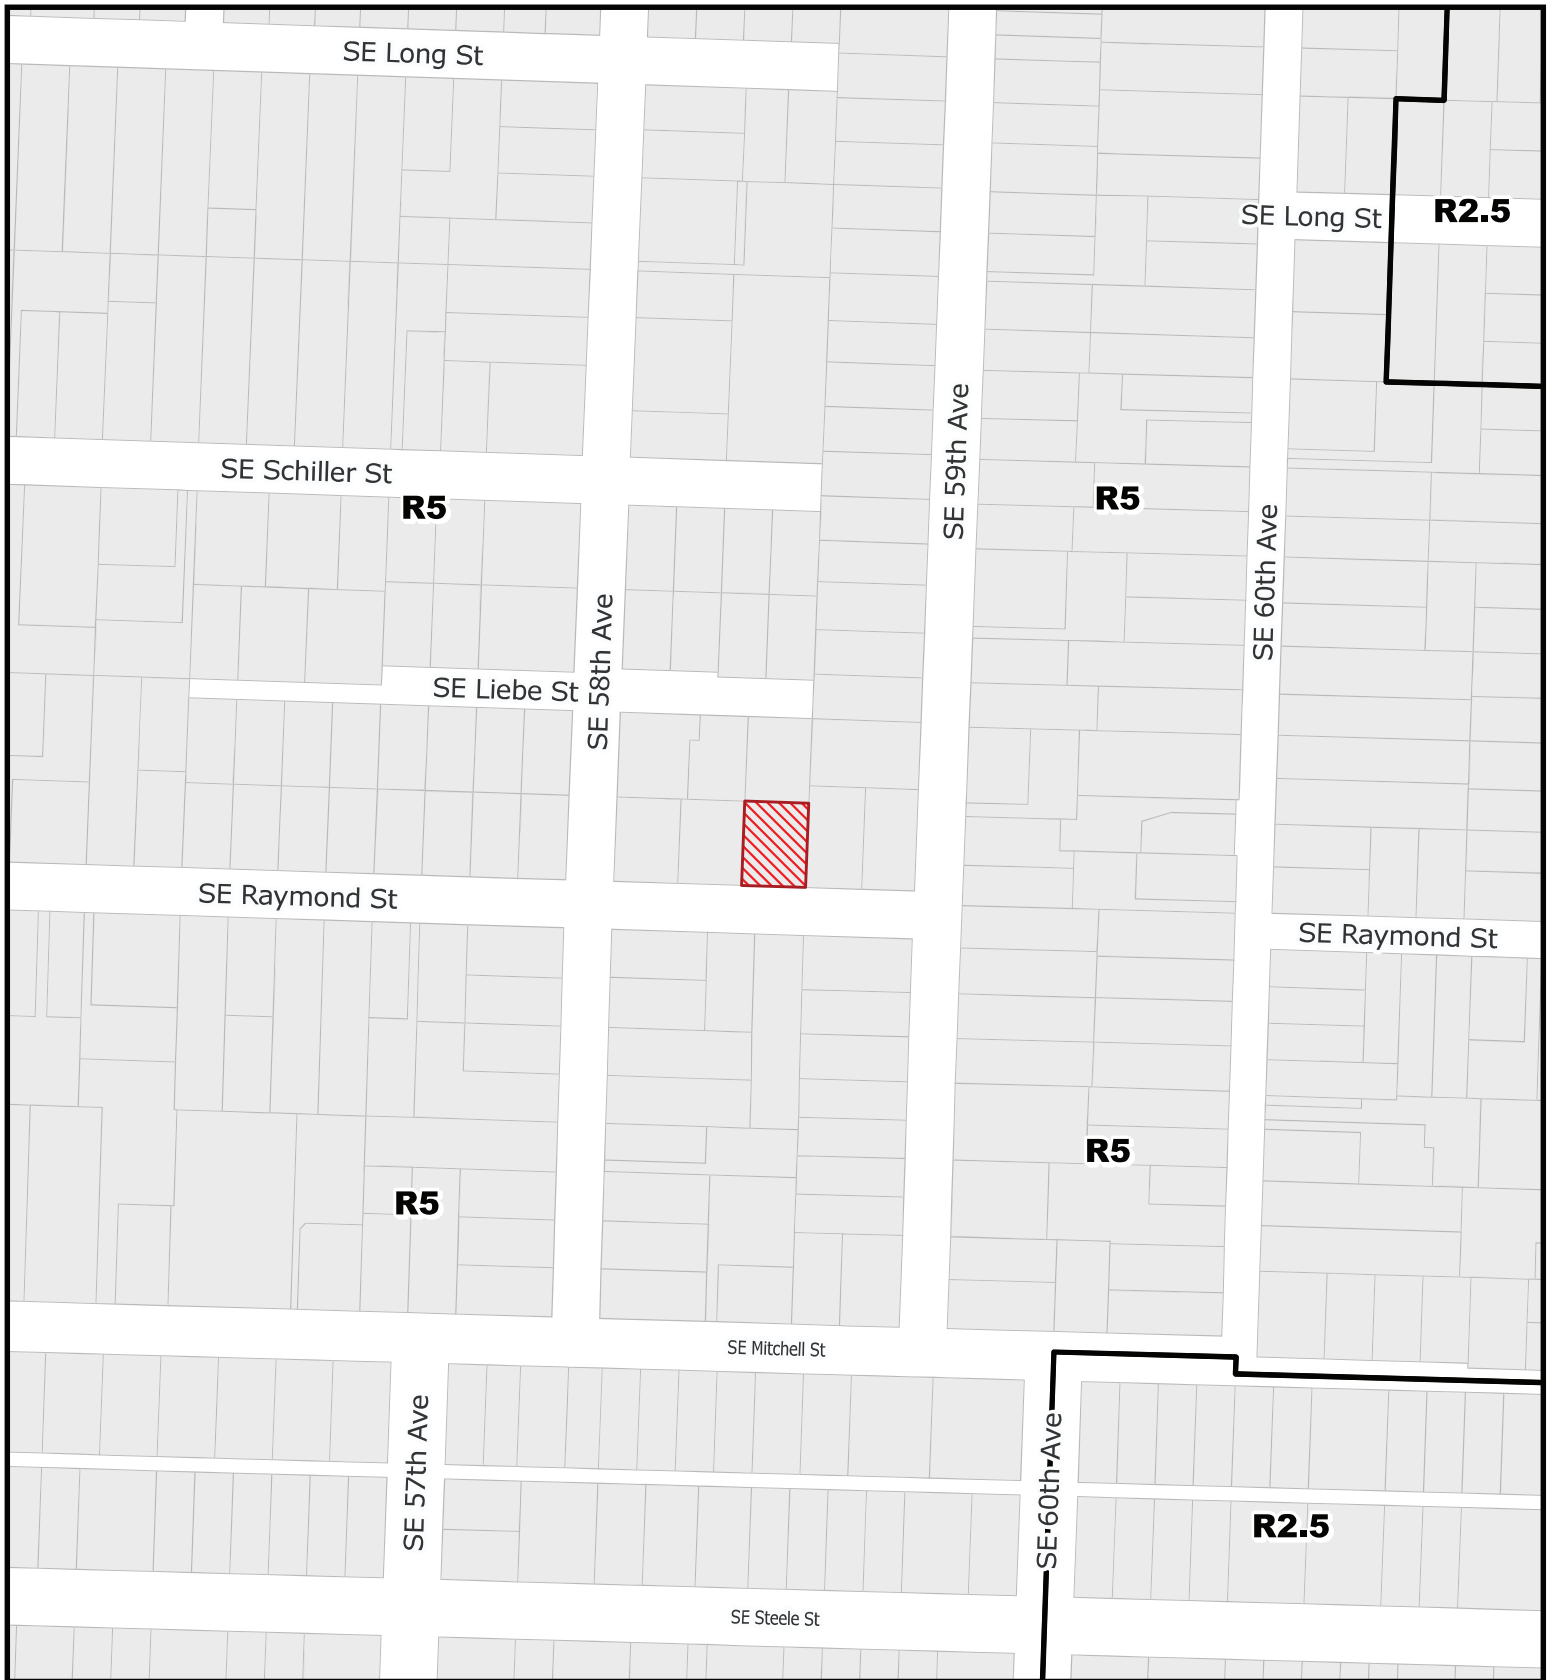 SE Long St
R2.5
SE Long St
SE Schiller St
R5
R5
SE 59th Ave
SE 60th Ave
SE 58th Ave
SE Liebe St
SE Raymond St
SE Raymond St
R5
R5
SE Mitchell St
SE 57th Ave
SE 60th Ave
R2.5
SE Steele St